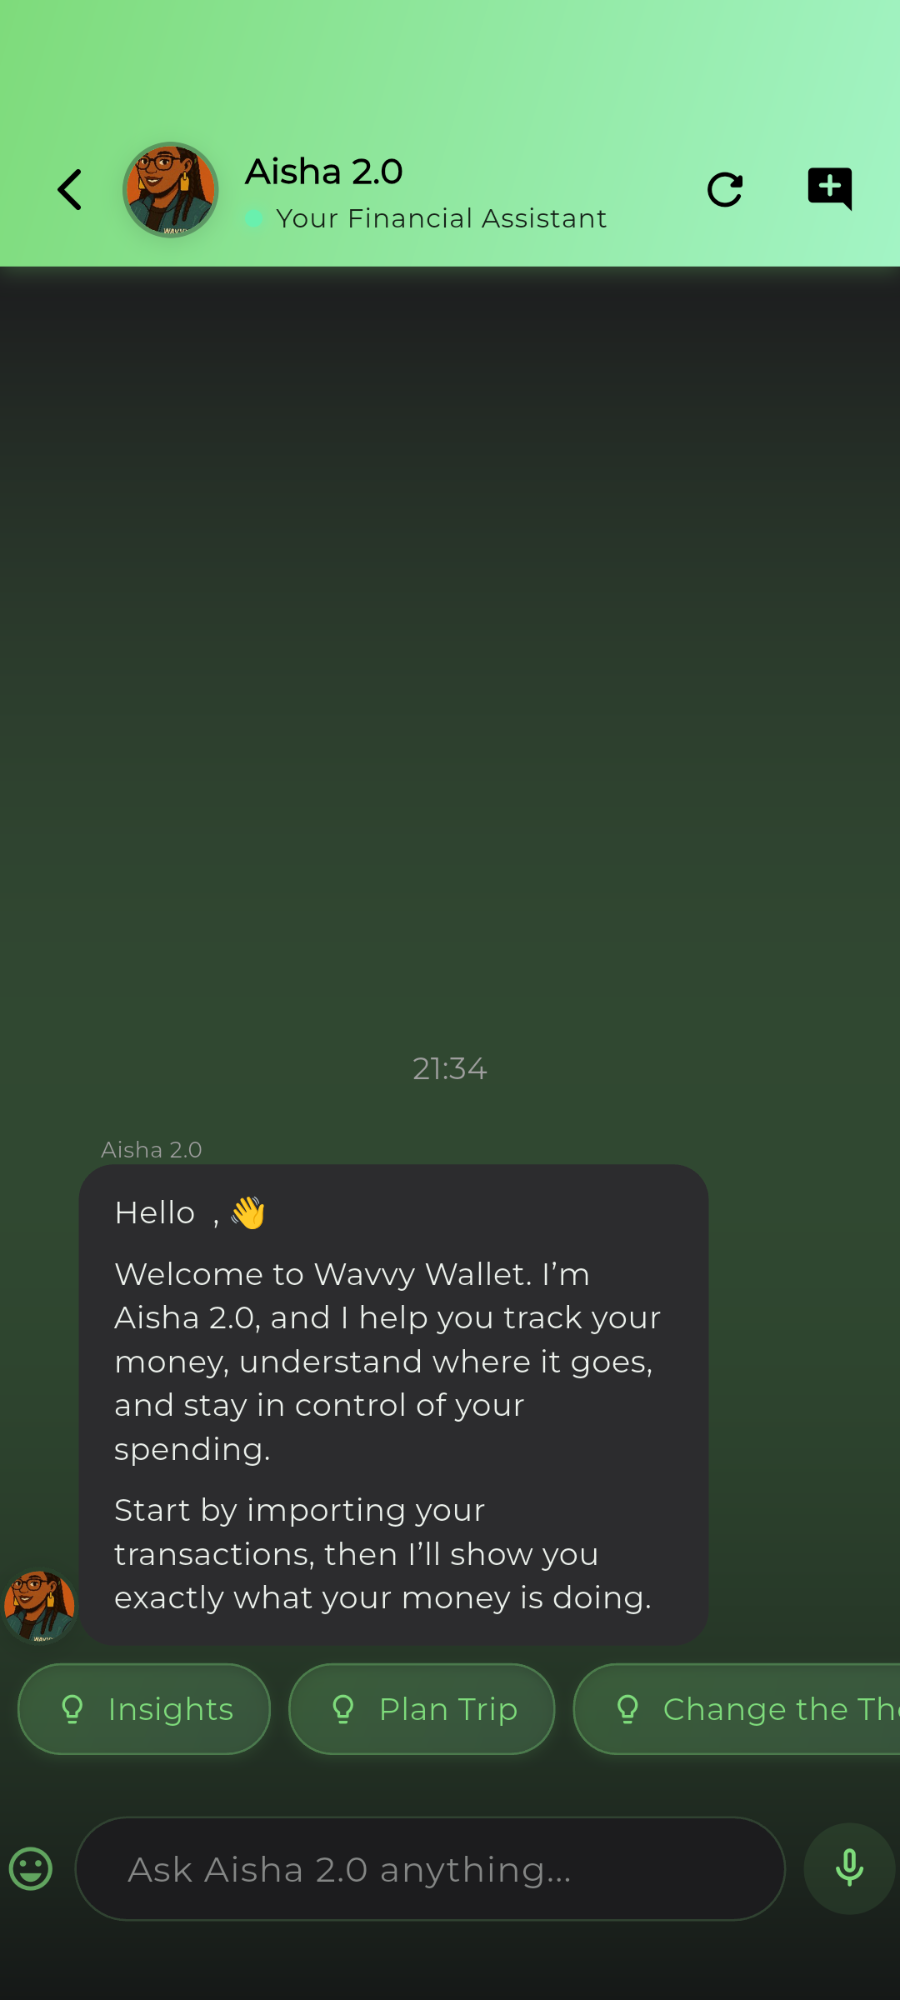 Aisha 2.0
Your Financial Assistant
21:34
Aisha 2.0
Hello  , 👋
Welcome to Wavvy Wallet. I’m
Aisha 2.0, and I help you track your
money, understand where it goes,
and stay in control of your
spending.
Start by importing your
transactions, then I’ll show you
exactly what your money is doing.
Insights
Plan Trip
Change the Th
Ask Aisha 2.0 anything...